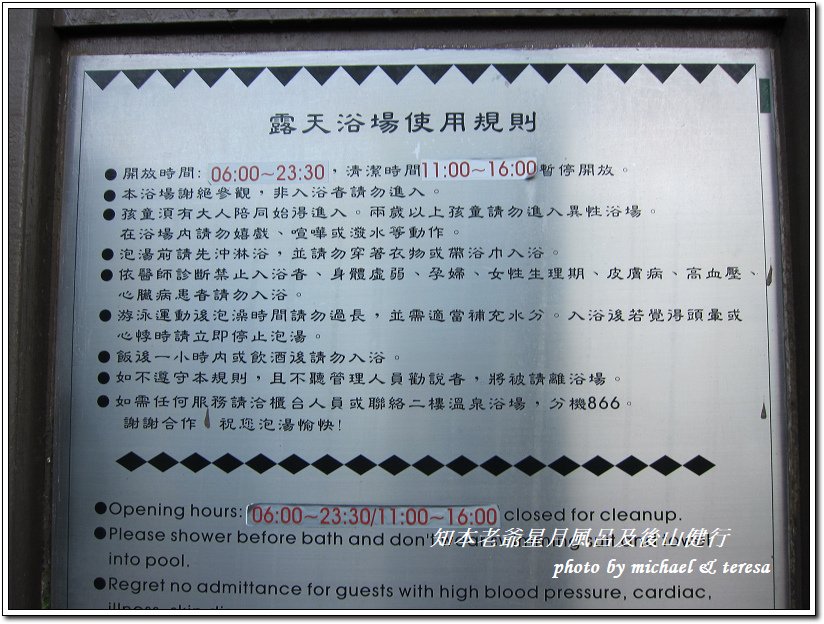 露天浴場使用規則
●開放時間: 06:00~23:30，清潔時間11:00~16:00暫停開放。
●本浴場謝絕參觀，非入浴者請勿進入。
●孩童須有大人陪同始得進入。兩歲以上孩童請勿進入異性浴場。
在浴場內請勿嬉戲、喧嘩或潑水等動作。
●泡湯前請先沖淋浴，並請勿穿著衣物或帶浴巾入浴。
●依醫師診斷禁止入浴者、身體虛弱、孕婦、女性生理期、皮膚病、高血壓、
心臟病患者請勿入浴。
●游泳運動後泡澡時間請勿過長，並需適當補充水分。入浴後若覺得頭暈或
心悸時請立即停止泡湯。
●飯後一小時內或飲酒後請勿入浴。
●如不遵守本規則，且不聽管理人員勸說者，將被請離浴場。
●如需任何服務請洽櫃台人員或聯絡二樓溫泉浴場，分機866。
謝謝合作 祝您泡湯愉快!
●Opening hours: 06:00~23:30/11:00~16:00 closed for cleanup.
●Please shower before bath and don't
知本老爺星月風呂及後山健行
into pool.
photo by michael & teresa
●Regret no admittance for guests with high blood pressure, cardiac,